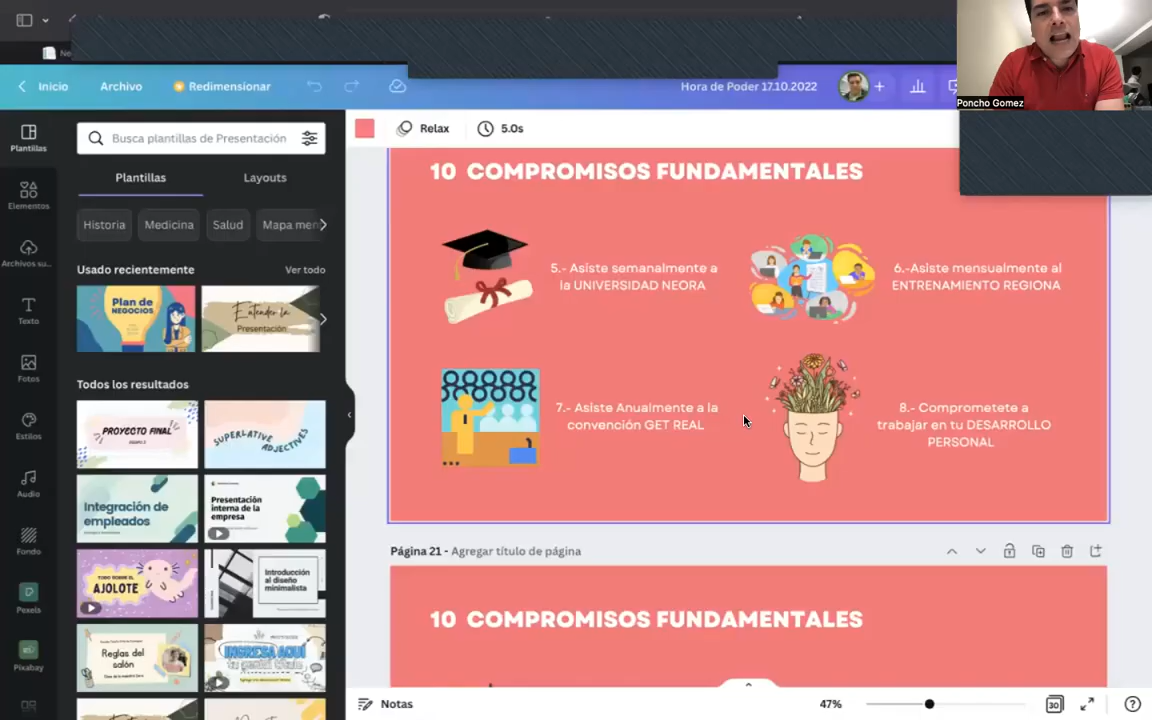 Ne
Inicio
Archivo
Redimensionar
Hora de Poder 17.10.2022
Poncho Gomez
Plantillas
Elementos
Archivos su...
Texto
Fotos
Estilos
Audio
Fondo
Pexels
Pixabay
Busca plantillas de Presentación
Plantillas
Layouts
Historia
Medicina
Salud
Mapa men
Usado recientemente
Ver todo
Plan de
NEGOCIOS
Entender la
Presentación
Todos los resultados
PROYECTO FINAL
SUPERLATIVE
ADJECTIVES
Integración de
empleados
Presentación
interna de la
empresa
TODO SOBRE EL
AJOLOTE
Introducción
al diseño
minimalista
Reglas del
salón
INGRESA AQUÍ
Relax
5.0s
10 COMPROMISOS FUNDAMENTALES
5.- Asiste semanalmente a
la UNIVERSIDAD NEORA
6.-Asiste mensualmente al
ENTRENAMIENTO REGIONA
7.- Asiste Anualmente a la
convención GET REAL
8.- Comprometete a
trabajar en tu DESARROLLO
PERSONAL
Página 21 - Agregar título de página
10 COMPROMISOS FUNDAMENTALES
Notas
47%
30